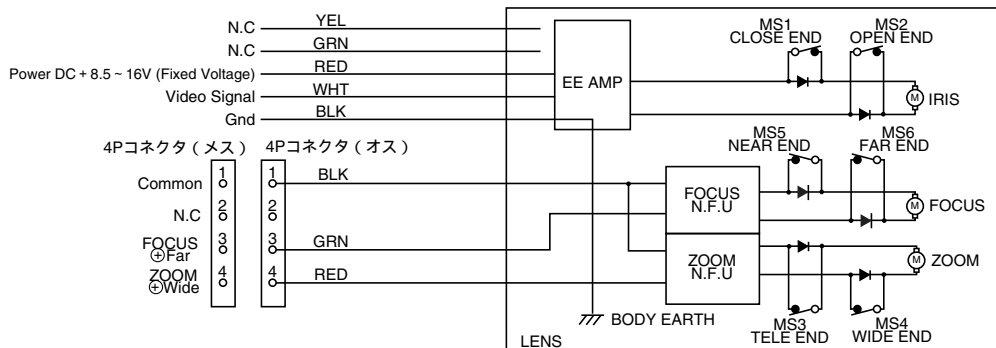 N.C YEL
N.C GRN
Power DC + 8.5 ~ 16V (Fixed Voltage) RED
Video Signal WHT
Gnd BLK
EE AMP
MS1
CLOSE END
MS2
OPEN END
M
IRIS
4Pコネクタ（メス）
4Pコネクタ（オス）
Common 1 1 BLK
N.C 2 2
FOCUS
⊕Far 3 3 GRN
ZOOM
⊕Wide 4 4 RED
FOCUS
N.F.U
MS5
NEAR END
MS6
FAR END
M
FOCUS
ZOOM
N.F.U
M
ZOOM
MS3
TELE END
MS4
WIDE END
BODY EARTH
LENS